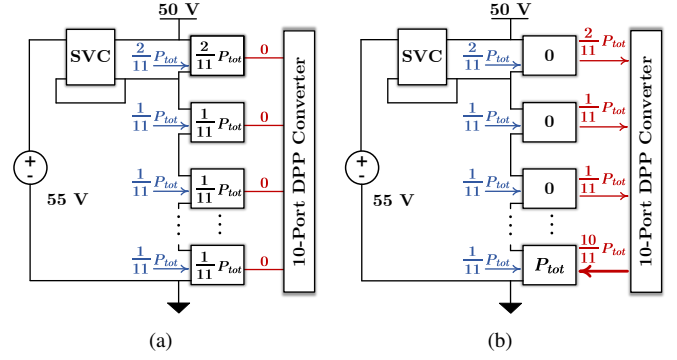 50 V
SVC
2/11 P_tot
2/11 P_tot
0
1/11 P_tot
1/11 P_tot
0
1/11 P_tot
1/11 P_tot
0
1/11 P_tot
1/11 P_tot
0
+
-
55 V
10-Port DPP Converter
(a)
50 V
SVC
2/11 P_tot
0
2/11 P_tot
1/11 P_tot
0
1/11 P_tot
1/11 P_tot
0
1/11 P_tot
1/11 P_tot
P_tot
10/11 P_tot
+
-
55 V
10-Port DPP Converter
(b)